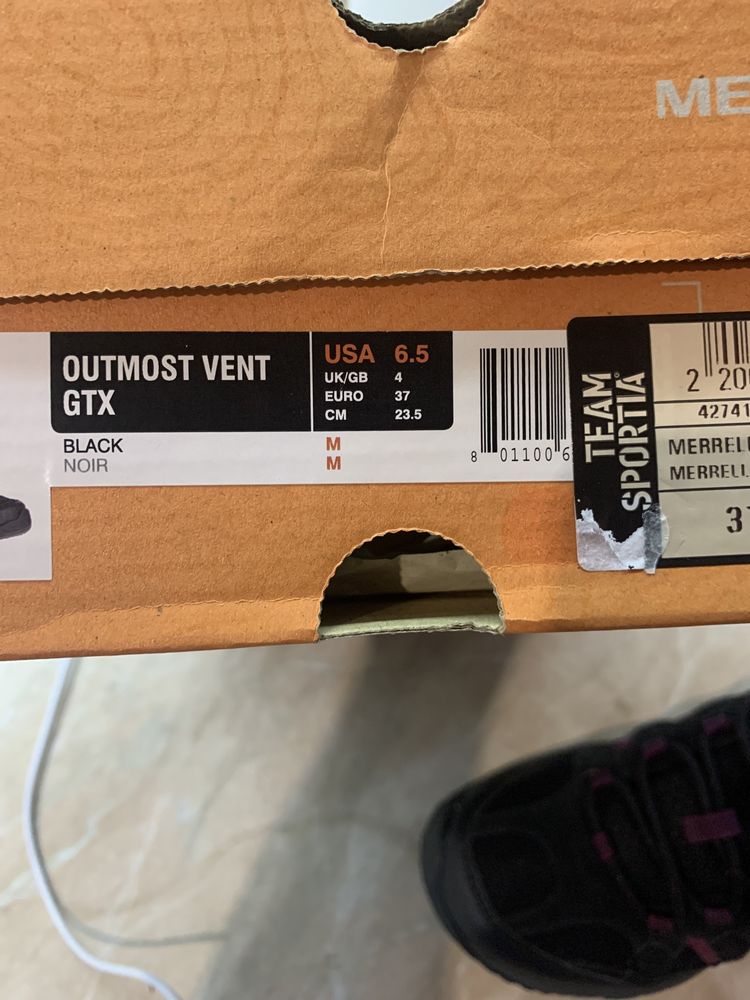 ME
OUTMOST VENT
GTX
USA 6.5
UK/GB 4
EURO 37
CM 23.5
BLACK M
NOIR M
8 01100 6
TEAM
SPORTIA
2 20
42741
MERRELL
MERRELL
3